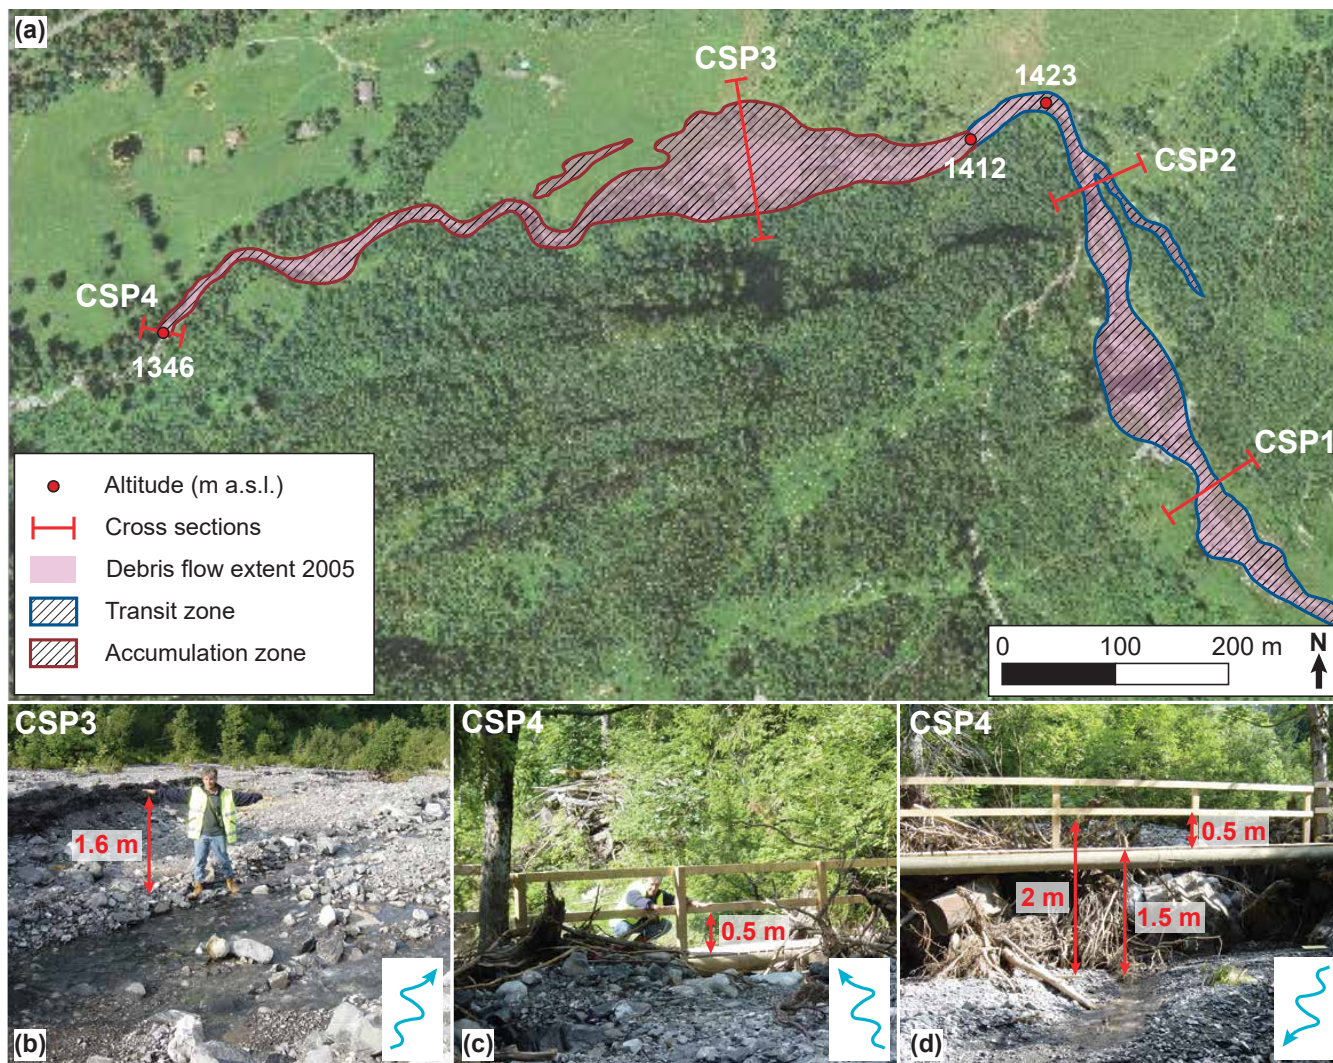 (a)
CSP3
1423
CSP2
1412
CSP4
1346
CSP1
Altitude (m a.s.l.)
Cross sections
Debris flow extent 2005
Transit zone
Accumulation zone
0 100 200 m
N
CSP3
1.6 m
(b)
CSP4
0.5 m
(c)
CSP4
0.5 m
2 m
1.5 m
(d)